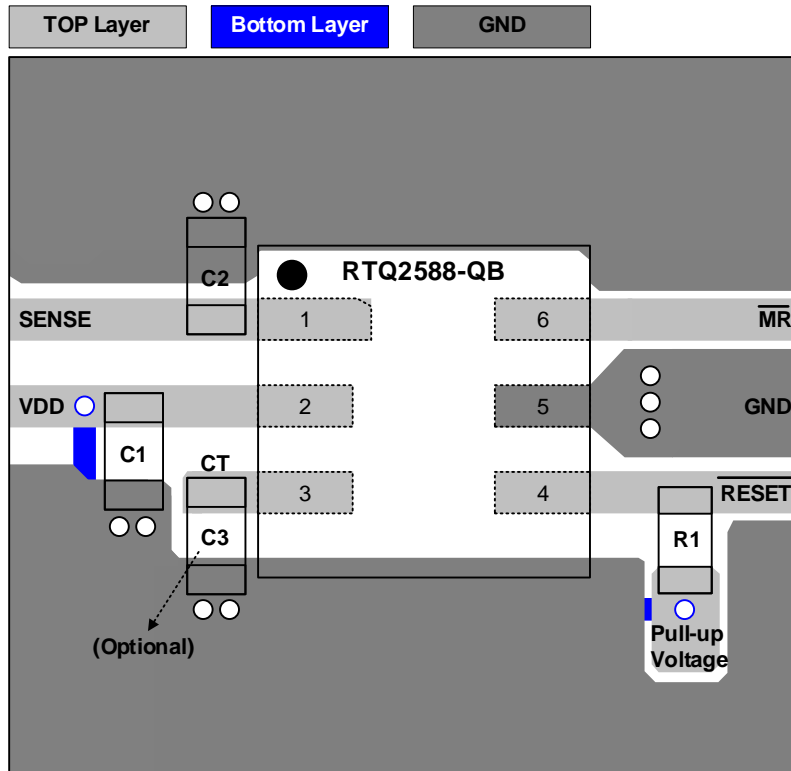 TOP Layer
Bottom Layer
GND
C2
RTQ2588-QB
SENSE
1
6
MR
VDD
2
5
GND
C1
CT
3
4
RESET
C3
R1
(Optional)
Pull-up
Voltage